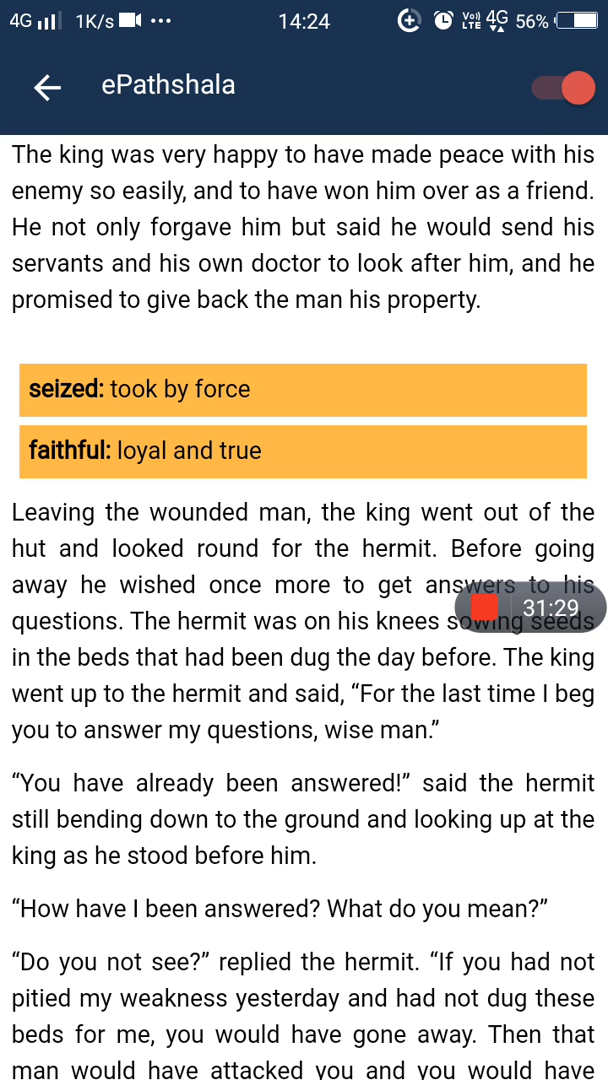 4G 1K/s ... 14:24 Vo)) LTE 4G 56%
ePathshala
The king was very happy to have made peace with his
enemy so easily, and to have won him over as a friend.
He not only forgave him but said he would send his
servants and his own doctor to look after him, and he
promised to give back the man his property.
seized: took by force
faithful: loyal and true
Leaving the wounded man, the king went out of the
hut and looked round for the hermit. Before going
away he wished once more to get answers to his
31:29
questions. The hermit was on his knees sowing seeds
in the beds that had been dug the day before. The king
went up to the hermit and said, “For the last time I beg
you to answer my questions, wise man.”
“You have already been answered!” said the hermit
still bending down to the ground and looking up at the
king as he stood before him.
“How have I been answered? What do you mean?”
“Do you not see?” replied the hermit. “If you had not
pitied my weakness yesterday and had not dug these
beds for me, you would have gone away. Then that
man would have attacked you and you would have